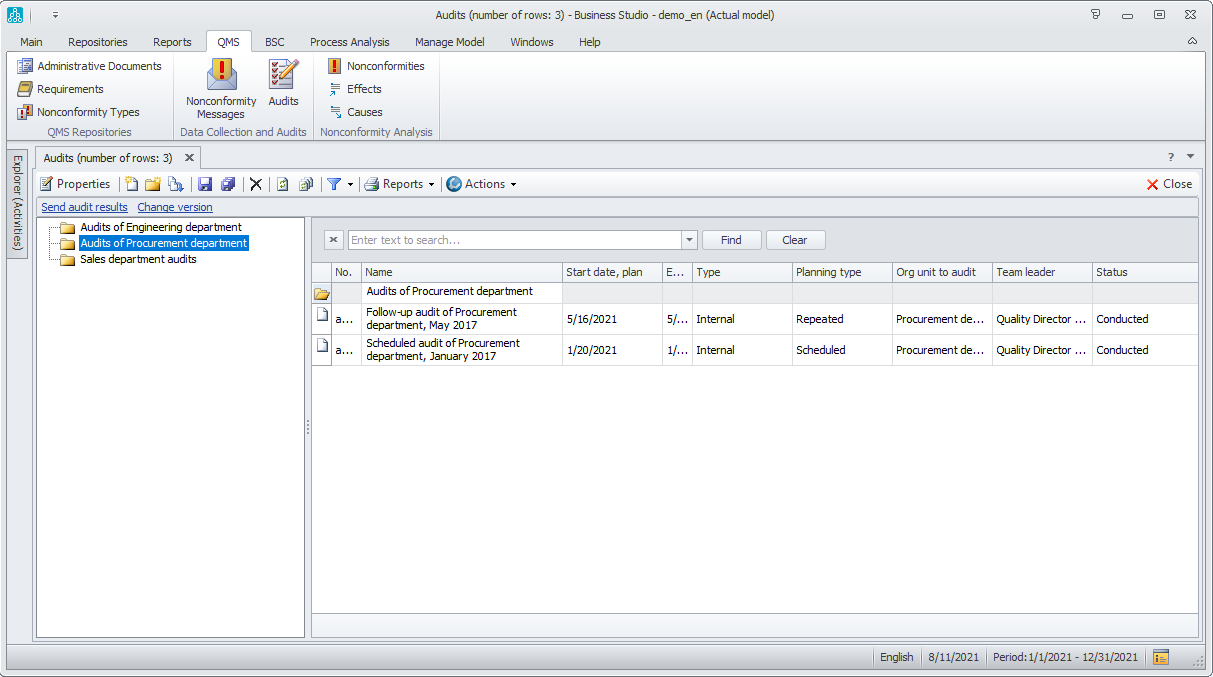 Audits (number of rows: 3) - Business Studio - demo_en (Actual model)
Main Repositories Reports QMS BSC Process Analysis Manage Model Windows Help
Administrative Documents
Requirements
Nonconformity Types
QMS Repositories
Nonconformity
Messages
Audits
Data Collection and Audits
Nonconformities
Effects
Causes
Nonconformity Analysis
Explorer (Activities)
Audits (number of rows: 3)
?
Properties Reports Actions Close
Send audit results Change version
Audits of Engineering department
Audits of Procurement department
Sales department audits
Enter text to search... Find Clear
No. Name Start date, plan E... Type Planning type Org unit to audit Team leader Status
Audits of Procurement department
a... Follow-up audit of Procurement
department, May 2017
5/16/2021 5/... Internal Repeated Procurement de... Quality Director ... Conducted
a... Scheduled audit of Procurement
department, January 2017
1/20/2021 1/... Internal Scheduled Procurement de... Quality Director ... Conducted
English 8/11/2021 Period:1/1/2021 - 12/31/2021